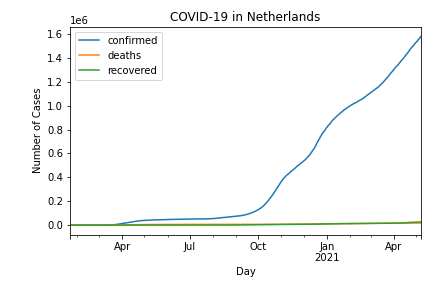 COVID-19 in Netherlands
1e6
1.6
1.4
1.2
1.0
0.8
0.6
0.4
0.2
0.0
Number of Cases
confirmed
deaths
recovered
Apr
Jul
Oct
Jan
2021
Apr
Day